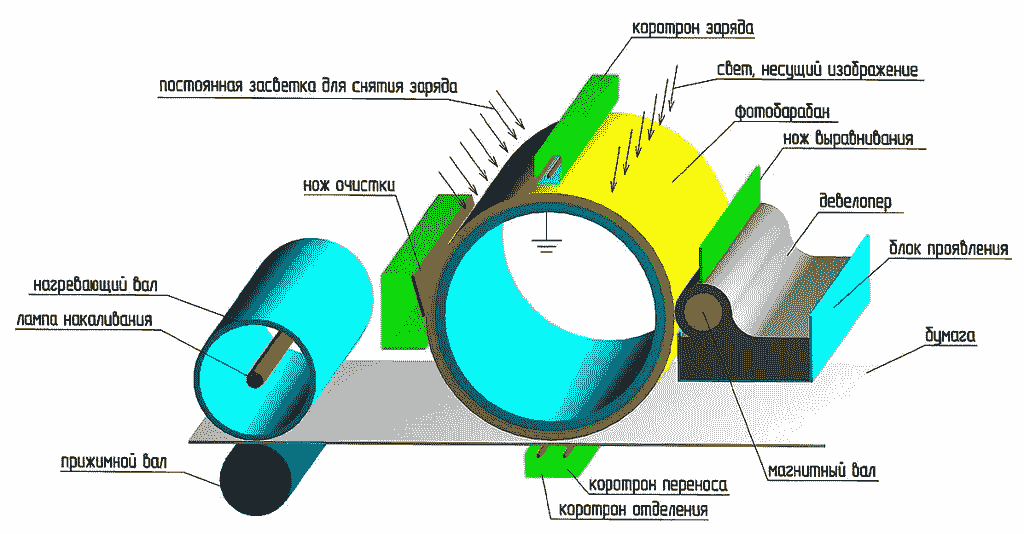 коротрон заряда
свет, несущий изображение
постоянная засветка для снятия заряда
фотобарабан
нож выравнивания
нож очистки
девелопер
блок проявления
нагревающий вал
лампа накаливания
бумага
прижимной вал
магнитный вал
коротрон переноса
коротрон отделения